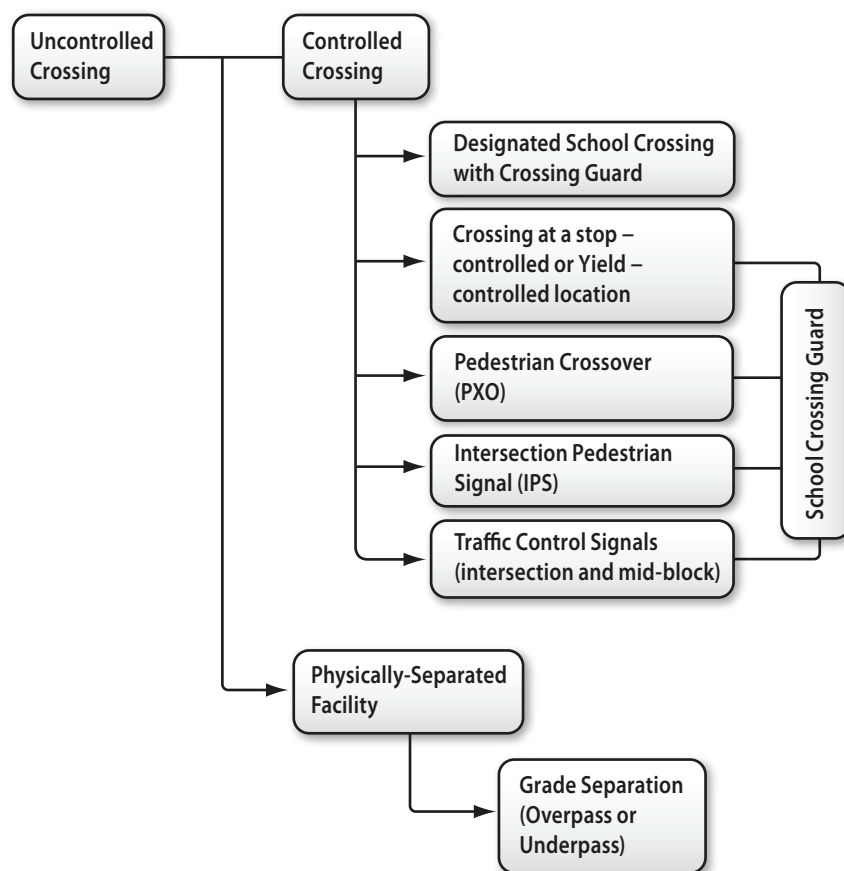 Uncontrolled
Crossing
Controlled
Crossing
Designated School Crossing
with Crossing Guard
Crossing at a stop –
controlled or Yield –
controlled location
Pedestrian Crossover
(PXO)
Intersection Pedestrian
Signal (IPS)
Traffic Control Signals
(intersection and mid-block)
School Crossing Guard
Physically-Separated
Facility
Grade Separation
(Overpass or
Underpass)